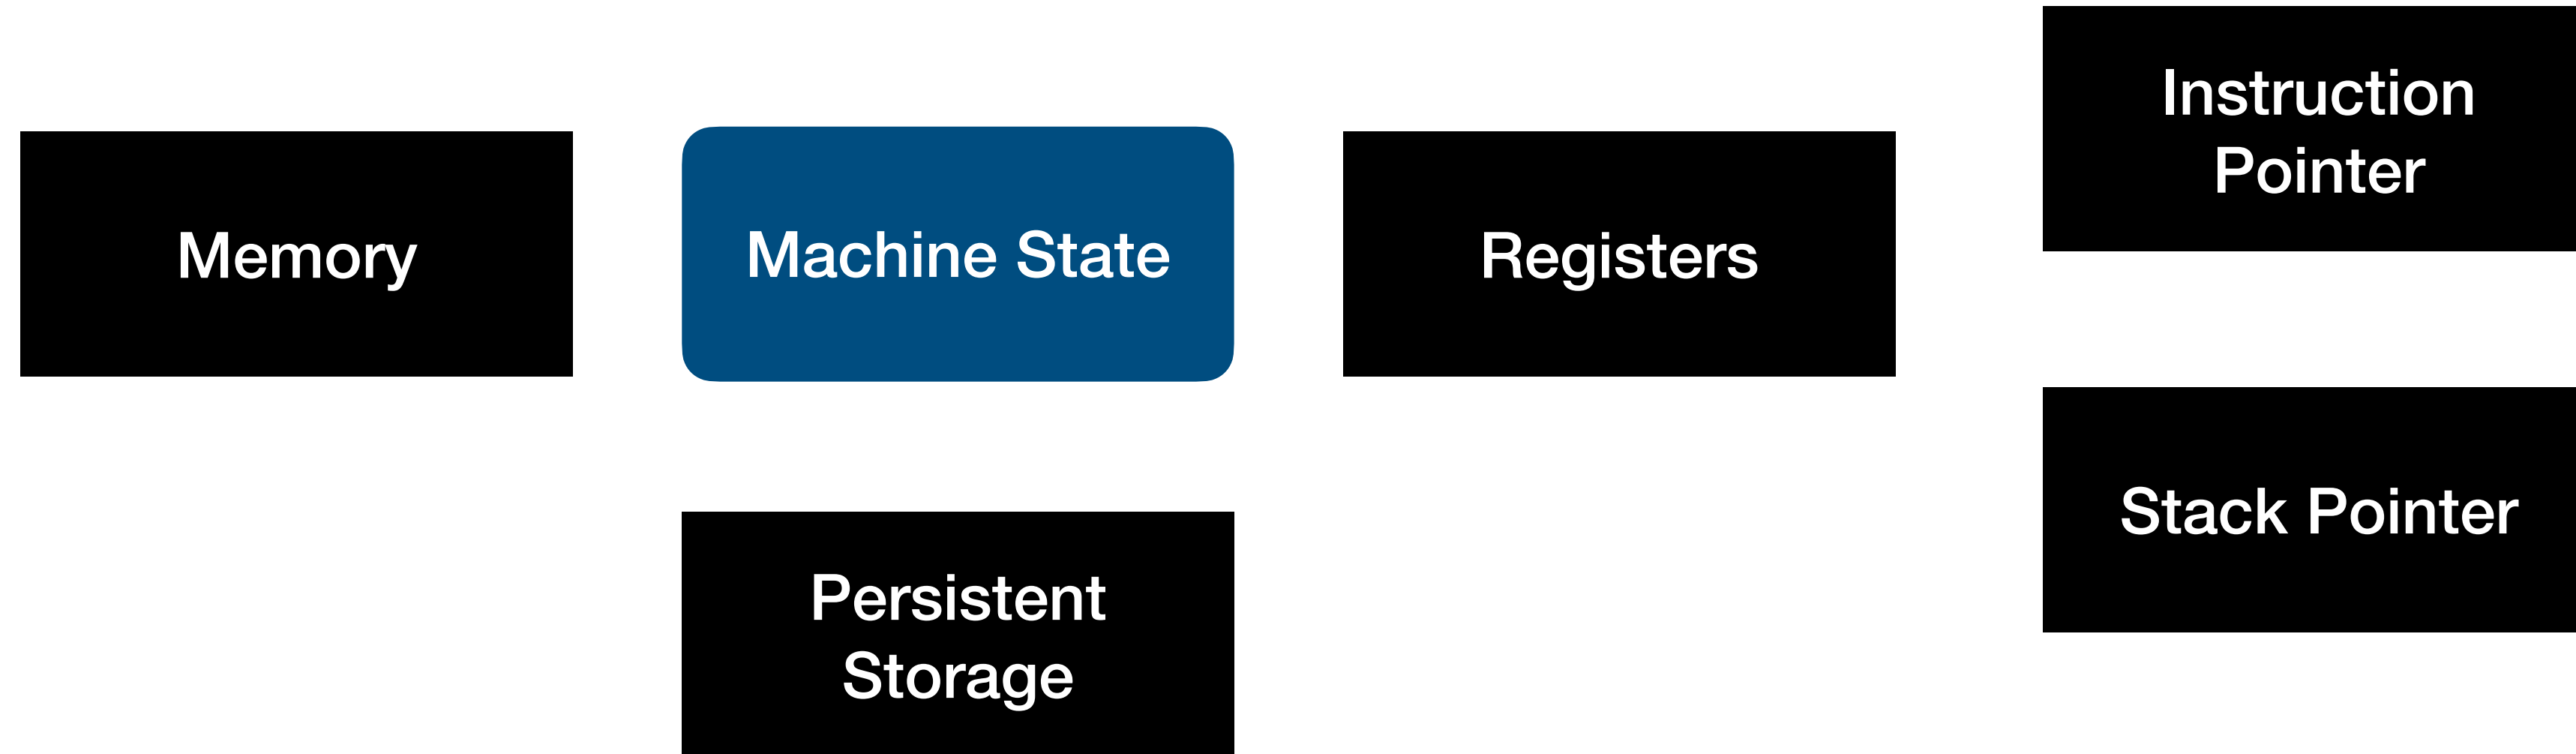 Memory
Machine State
Registers
Instruction
Pointer
Stack Pointer
Persistent
Storage